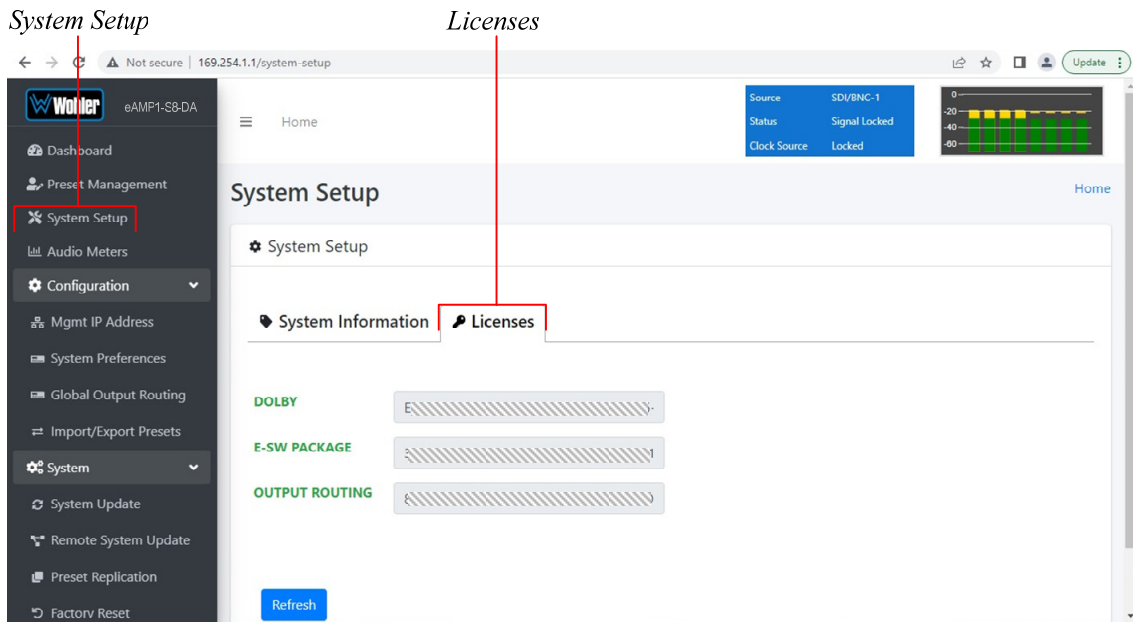 System Setup
Licenses
Not secure | 169.254.1.1/system-setup
Update
Wohler
eAMP1-S8-DA
Home
Source SDI/BNC-1
Status Signal Locked
Clock Source Locked
0
-20
-40
-60
Dashboard
Preset Management
System Setup
Audio Meters
Configuration
Mgmt IP Address
System Preferences
Global Output Routing
Import/Export Presets
System
System Update
Remote System Update
Preset Replication
Factory Reset
System Setup
Home
System Setup
System Information
Licenses
DOLBY
E-SW PACKAGE
OUTPUT ROUTING
Refresh